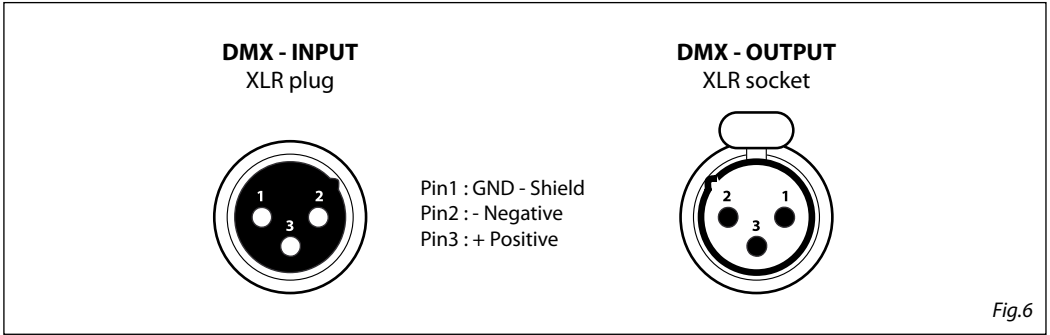 DMX - INPUT
XLR plug
1
2
3
Pin1 : GND - Shield
Pin2 : - Negative
Pin3 : + Positive
DMX - OUTPUT
XLR socket
2
1
3
Fig.6